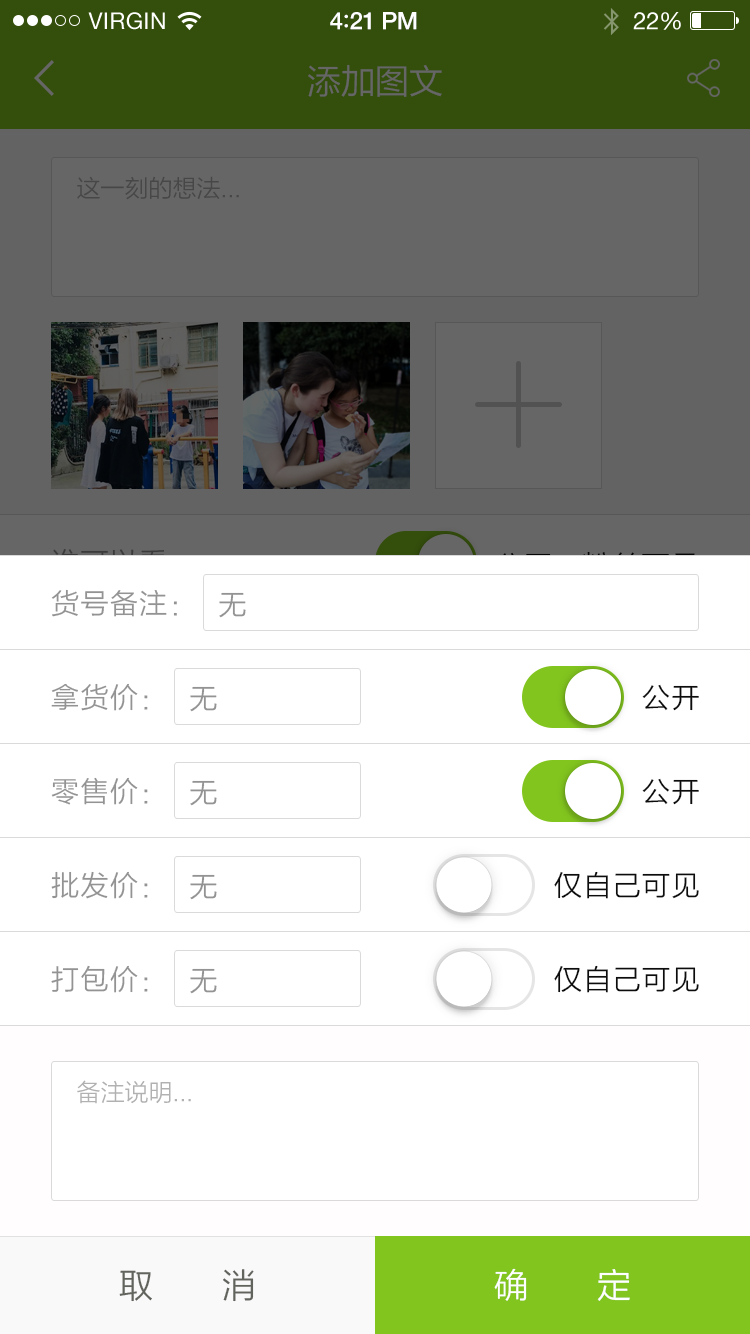 VIRGIN 4:21 PM 22%
添加图文
这一刻的想法...
货号备注： 无
拿货价： 无 公开
零售价： 无 公开
批发价： 无 仅自己可见
打包价： 无 仅自己可见
备注说明...
取 消 确 定